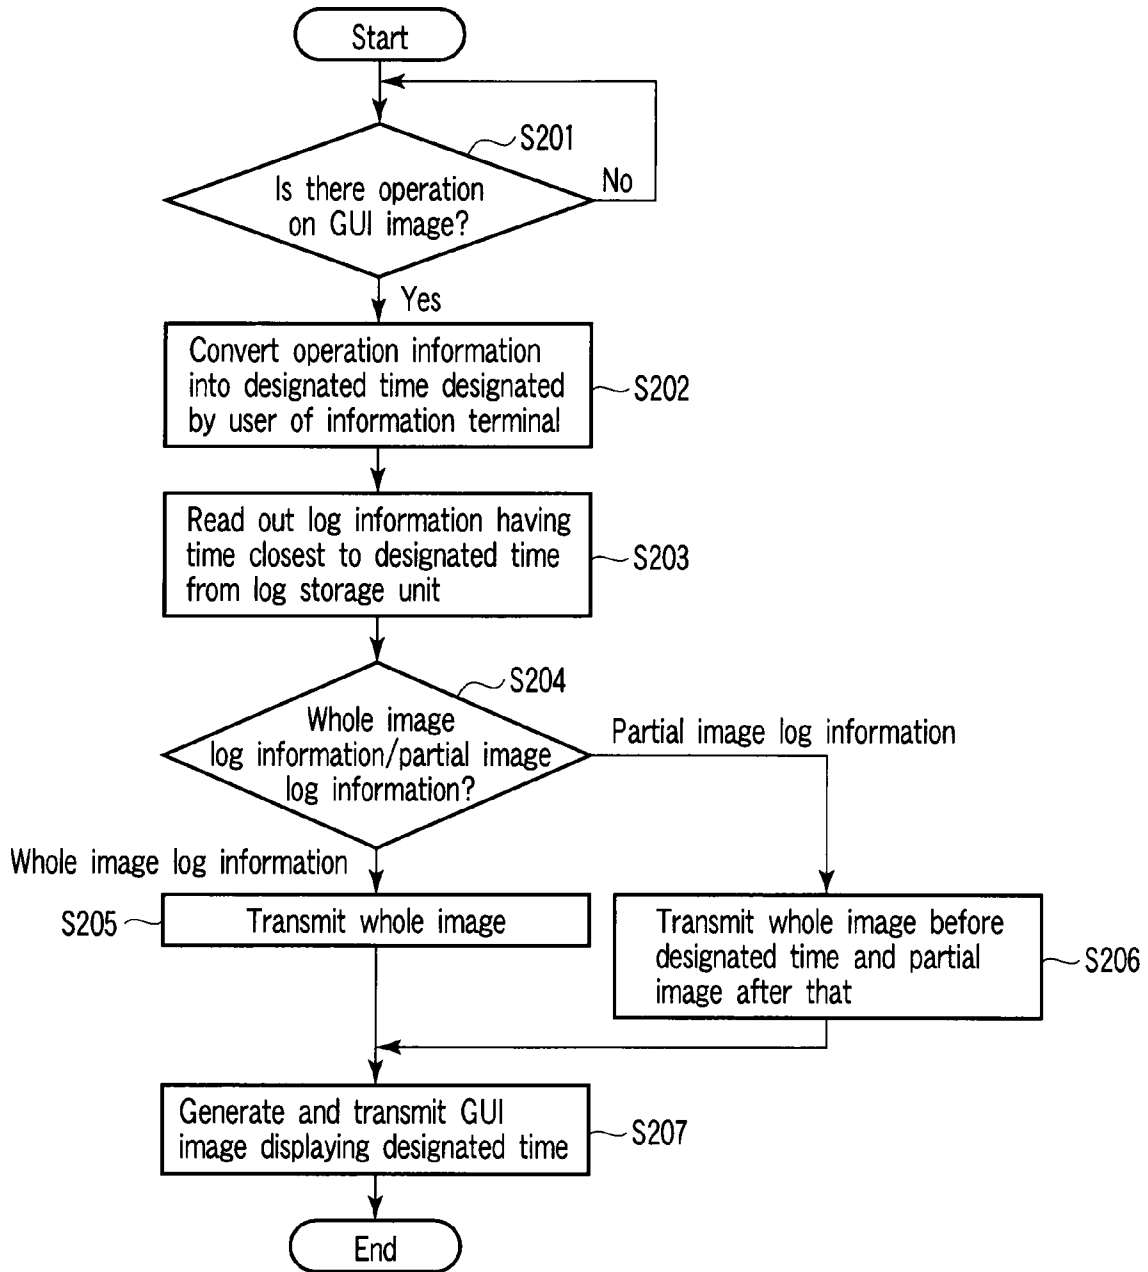 Start
S201
Is there operation
on GUI image?
No
Yes
Convert operation information
into designated time designated
by user of information terminal
S202
Read out log information having
time closest to designated time
from log storage unit
S203
S204
Whole image
log information/partial image
log information?
Partial image log information
Whole image log information
S205
Transmit whole image
Transmit whole image before
designated time and partial
image after that
S206
Generate and transmit GUI
image displaying designated time
S207
End